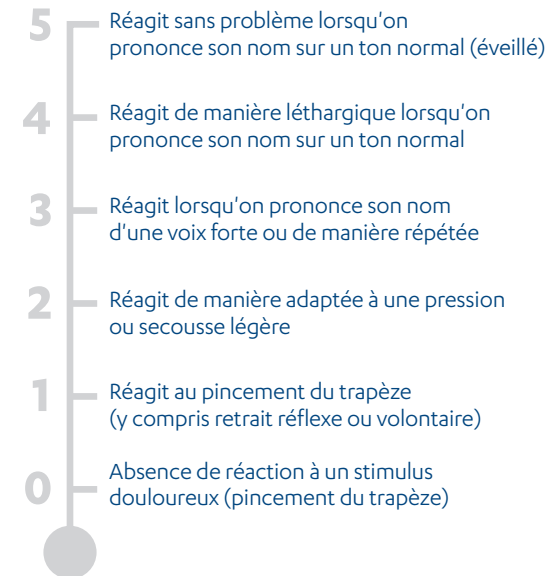 5
Réagit sans problème lorsqu'on
prononce son nom sur un ton normal (éveillé)
4
Réagit de manière léthargique lorsqu'on
prononce son nom sur un ton normal
3
Réagit lorsqu'on prononce son nom
d'une voix forte ou de manière répétée
2
Réagit de manière adaptée à une pression
ou secousse légère
1
Réagit au pincement du trapèze
(y compris retrait réflexe ou volontaire)
0
Absence de réaction à un stimulus
douloureux (pincement du trapèze)